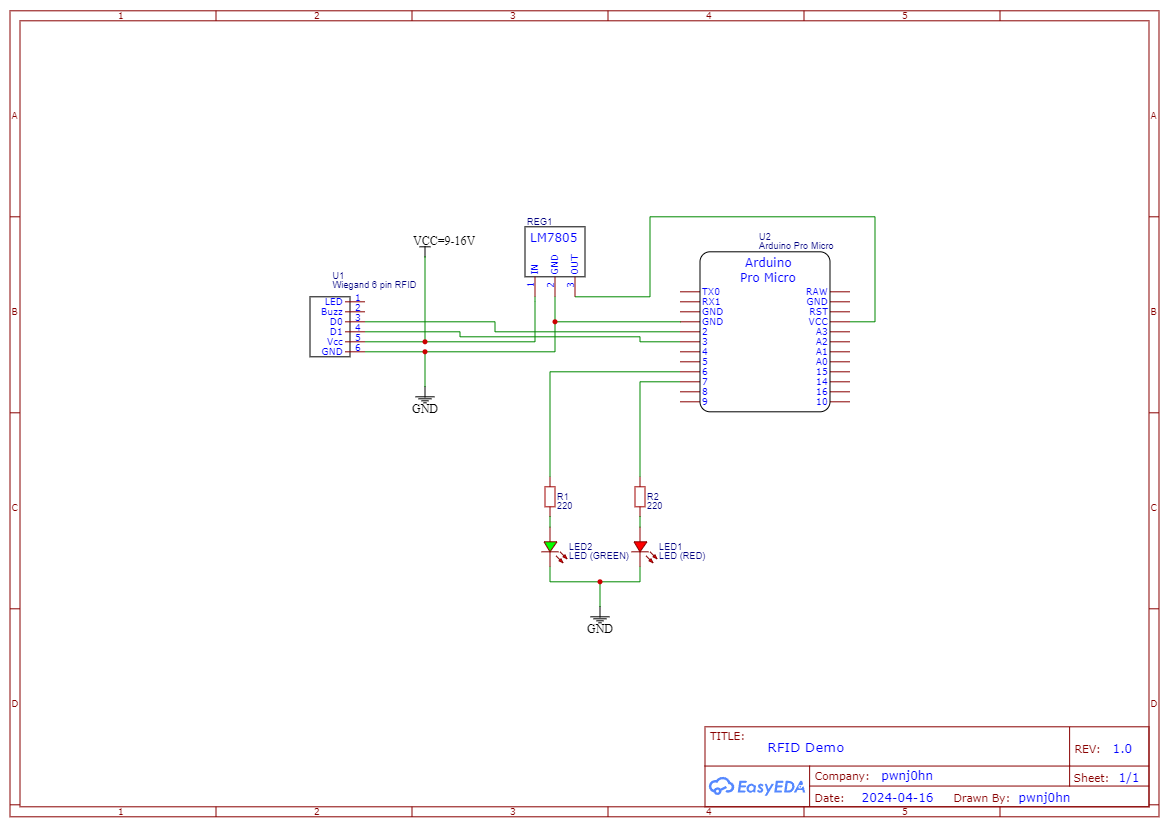 1 2 3 4 5
A A
B B
C C
D D
1 2 3 4 5
VCC=9-16V
U1
Wiegand 6 pin RFID
LED 1
Buzz 2
D0 3
D1 4
Vcc 5
GND 6
GND
REG1
LM7805
IN GND OUT
1 2 3
U2
Arduino Pro Micro
Arduino
Pro Micro
TX0 RAW
RX1 GND
GND RST
GND VCC
2 A3
3 A2
4 A1
5 A0
6 15
7 14
8 16
9 10
R1
220
R2
220
LED2
LED (GREEN)
LED1
LED (RED)
GND
TITLE:
RFID Demo
REV: 1.0
EasyEDA
Company: pwnj0hn
Sheet: 1/1
Date: 2024-04-16 Drawn By: pwnj0hn